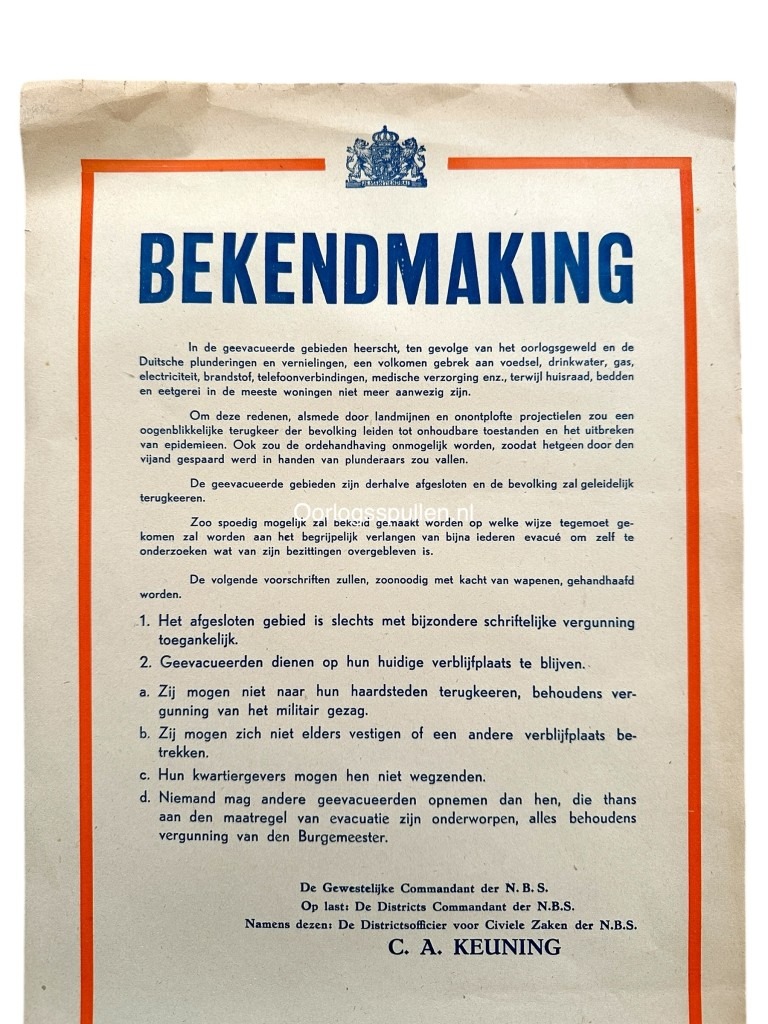 JE MAINTIENDRAI
BEKENDMAKING
In de geevacueerde gebieden heerscht, ten gevolge van het oorlogsgeweld en de
Duitsche plunderingen en vernielingen, een volkomen gebrek aan voedsel, drinkwater, gas,
electriciteit, brandstof, telefoonverbindingen, medische verzorging enz., terwijl huisraad, bedden
en eetgerei in de meeste woningen niet meer aanwezig zijn.
Om deze redenen, alsmede door landmijnen en onontplofte projectielen zou een
oogenblikkelijke terugkeer der bevolking leiden tot onhoudbare toestanden en het uitbreken
van epidemieen. Ook zou de ordehandhaving onmogelijk worden, zoodat hetgeen door den
vijand gespaard werd in handen van plunderaars zou vallen.
De geevacueerde gebieden zijn derhalve afgesloten en de bevolking zal geleidelijk
terugkeeren.
Oorlogsspullen.nl
Zoo spoedig mogelijk zal bekend gemaakt worden op welke wijze tegemoet ge-
komen zal worden aan het begrijpelijk verlangen van bijna iederen evacué om zelf te
onderzoeken wat van zijn bezittingen overgebleven is.
De volgende voorschriften zullen, zoonoodig met kacht van wapenen, gehandhaafd
worden.
1. Het afgesloten gebied is slechts met bijzondere schriftelijke vergunning
toegankelijk.
2. Geevacueerden dienen op hun huidige verblijfplaats te blijven.
a. Zij mogen niet naar hun haardsteden terugkeeren, behoudens ver-
gunning van het militair gezag.
b. Zij mogen zich niet elders vestigen of een andere verblijfplaats be-
trekken.
c. Hun kwartiergevers mogen hen niet wegzenden.
d. Niemand mag andere geevacueerden opnemen dan hen, die thans
aan den maatregel van evacuatie zijn onderworpen, alles behoudens
vergunning van den Burgemeester.
De Gewestelijke Commandant der N.B.S.
Op last: De Districts Commandant der N.B.S.
Namens dezen: De Districtsofficier voor Civiele Zaken der N.B.S.
C. A. KEUNING